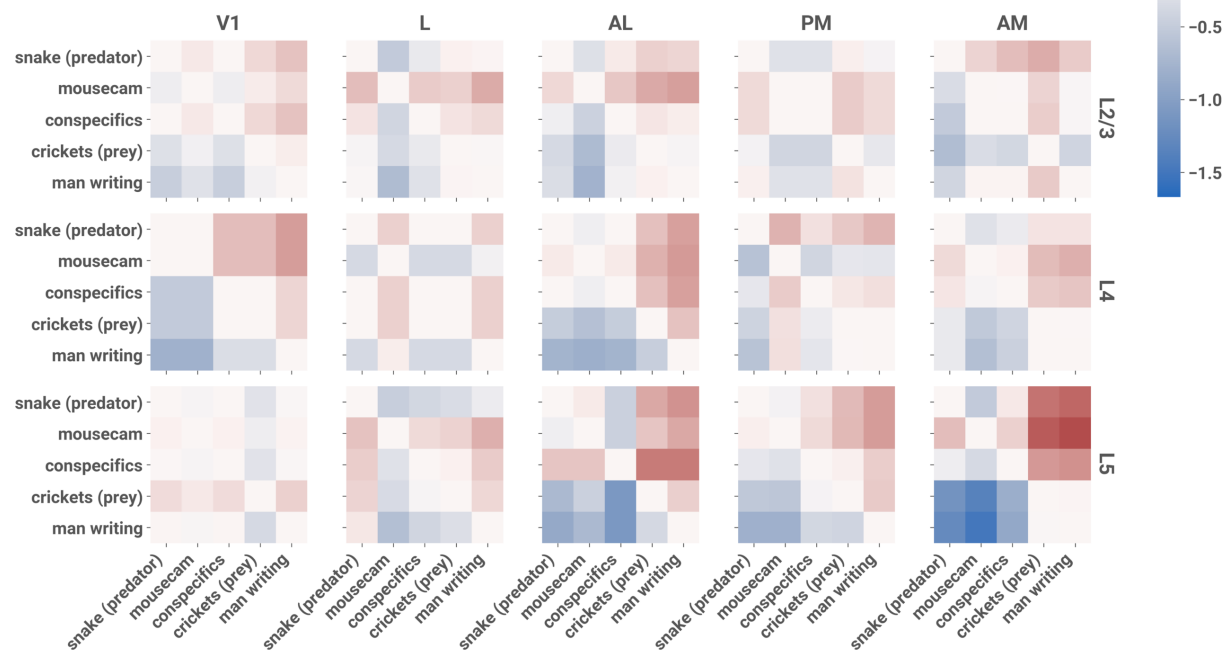 V1 L AL PM AM
−0.5
−1.0
−1.5
snake (predator)
mousecam
conspecifics
crickets (prey)
man writing
L2/3
snake (predator)
mousecam
conspecifics
crickets (prey)
man writing
L4
snake (predator)
mousecam
conspecifics
crickets (prey)
man writing
L5
snake (predator) mousecam conspecifics crickets (prey) man writing
snake (predator) mousecam conspecifics crickets (prey) man writing
snake (predator) mousecam conspecifics crickets (prey) man writing
snake (predator) mousecam conspecifics crickets (prey) man writing
snake (predator) mousecam conspecifics crickets (prey) man writing